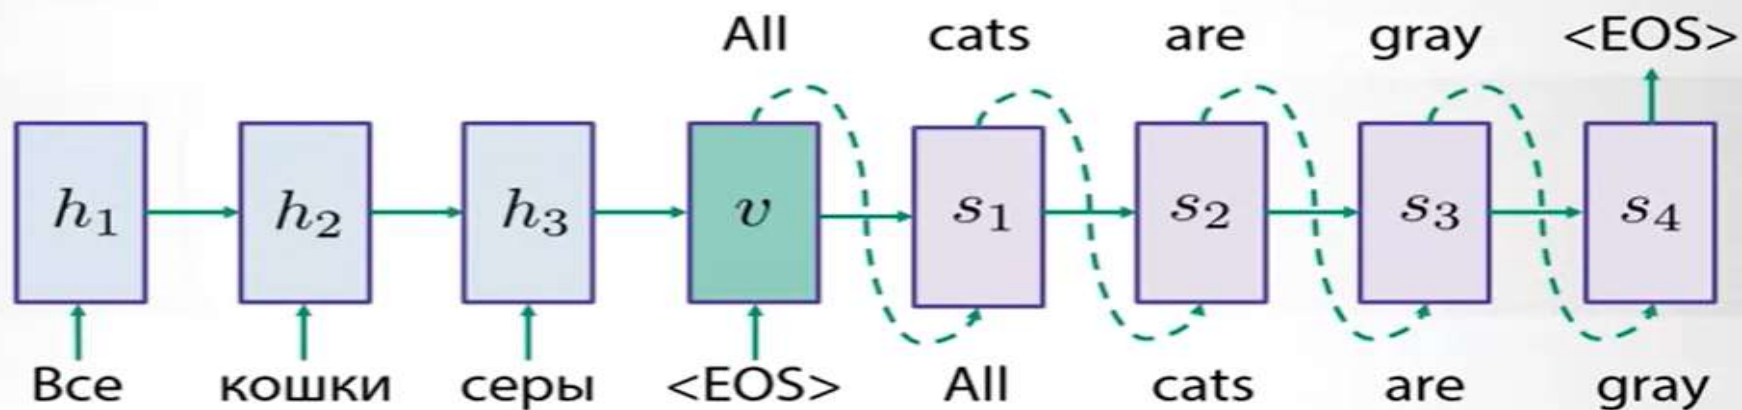 All cats are gray <EOS>
h₁ h₂ h₃ v s₁ s₂ s₃ s₄
Все кошки серы <EOS> All cats are gray